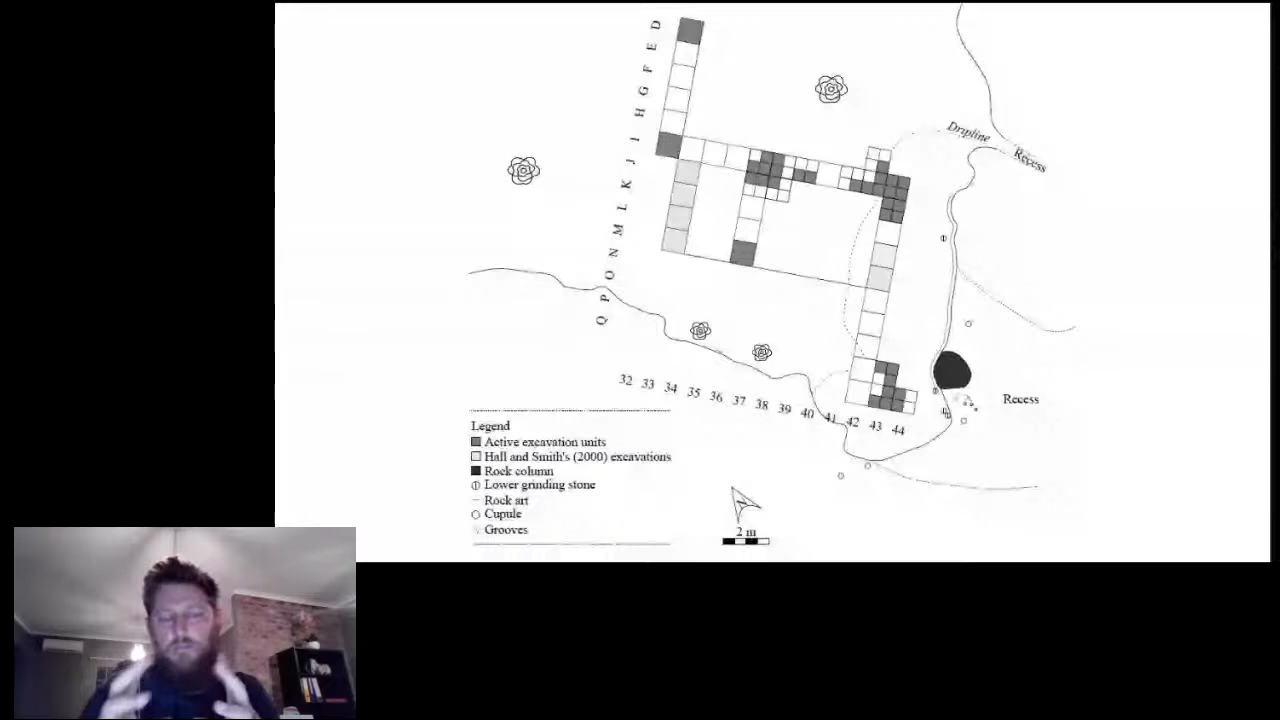 D
E
F
G
H
I
J
K
L
M
N
O
P
Q
Dripline
Recess
32 33 34 35 36 37 38 39 40 41 42 43 44
Recess
Legend
Active excavation units
Hall and Smith's (2000) excavations
Rock column
Lower grinding stone
Rock art
Cupule
Grooves
N
2 m